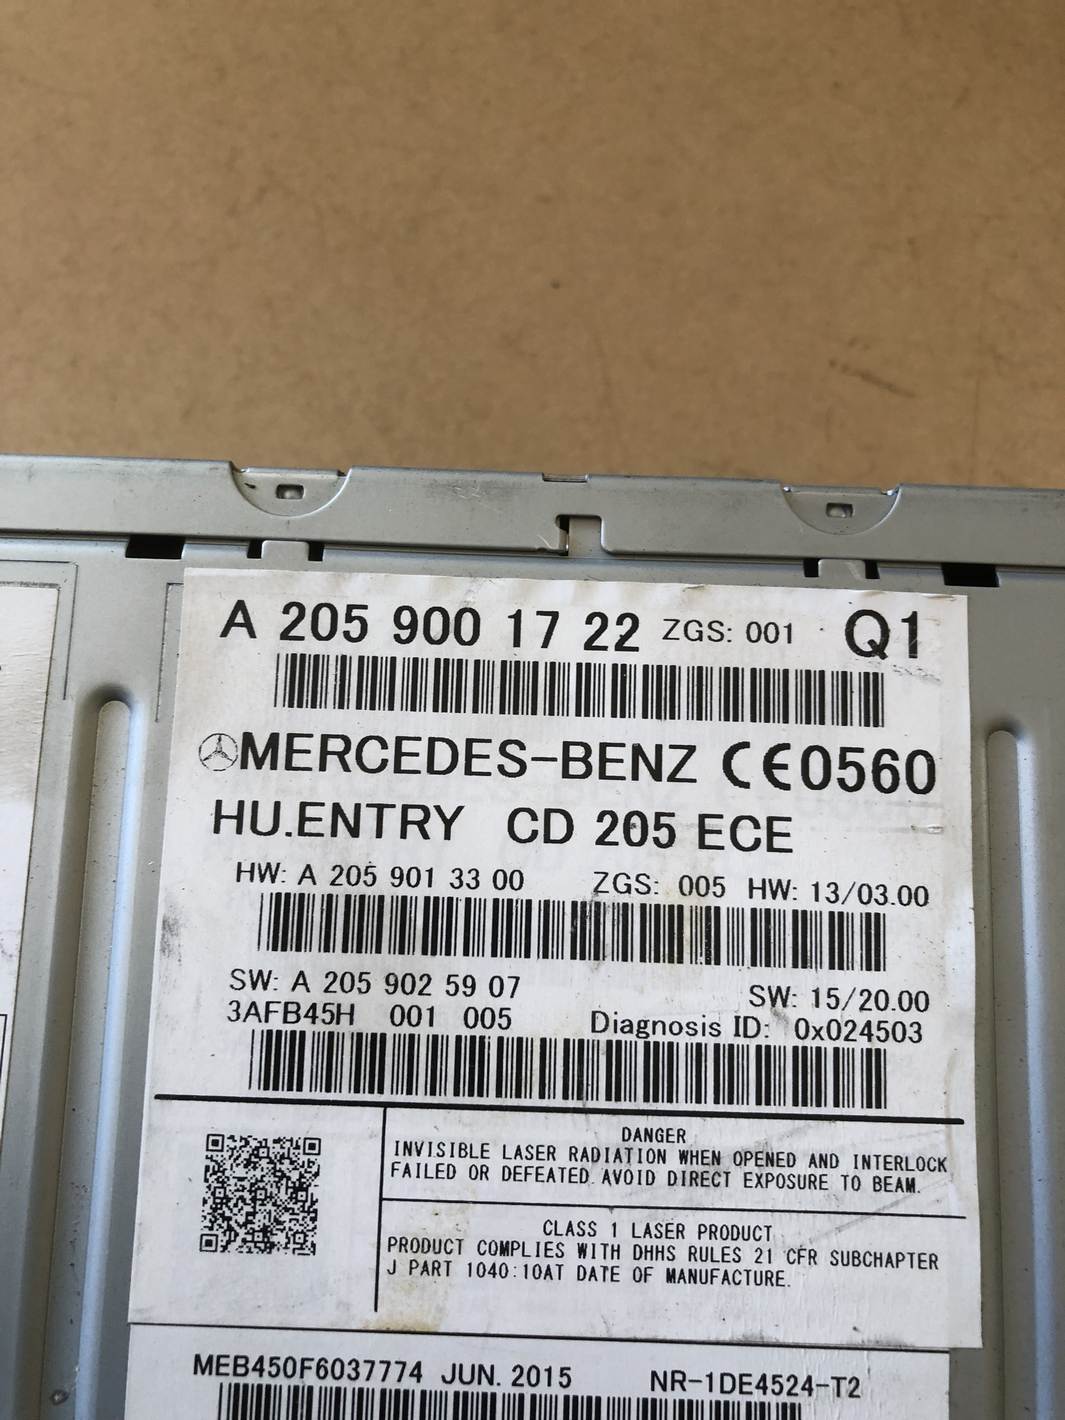 A 205 900 17 22 ZGS: 001 Q1
MERCEDES-BENZ CE0560
HU.ENTRY CD 205 ECE
HW: A 205 901 33 00 ZGS: 005 HW: 13/03.00
SW: A 205 902 59 07 SW: 15/20.00
3AFB45H 001 005 Diagnosis ID: 0x024503
DANGER
INVISIBLE LASER RADIATION WHEN OPENED AND INTERLOCK
FAILED OR DEFEATED. AVOID DIRECT EXPOSURE TO BEAM.
CLASS 1 LASER PRODUCT
PRODUCT COMPLIES WITH DHHS RULES 21 CFR SUBCHAPTER
J PART 1040:10AT DATE OF MANUFACTURE.
MEB450F6037774 JUN. 2015 NR-1DE4524-T2